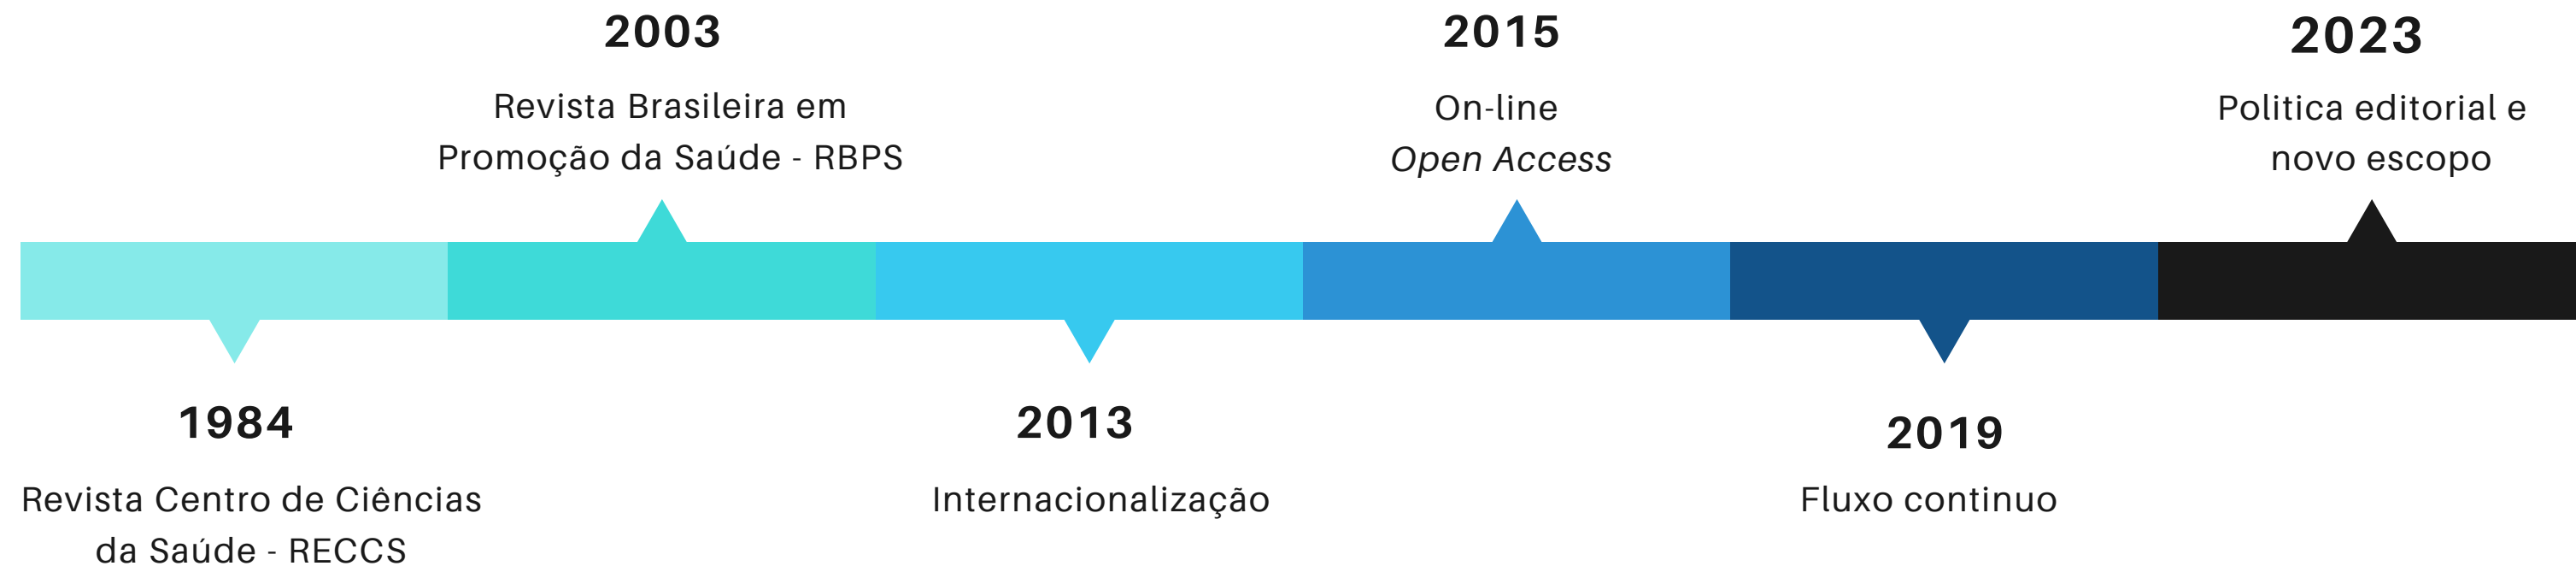 2003
Revista Brasileira em
Promoção da Saúde - RBPS
2015
On-line
Open Access
2023
Politica editorial e
novo escopo
1984
Revista Centro de Ciências
da Saúde - RECCS
2013
Internacionalização
2019
Fluxo continuo